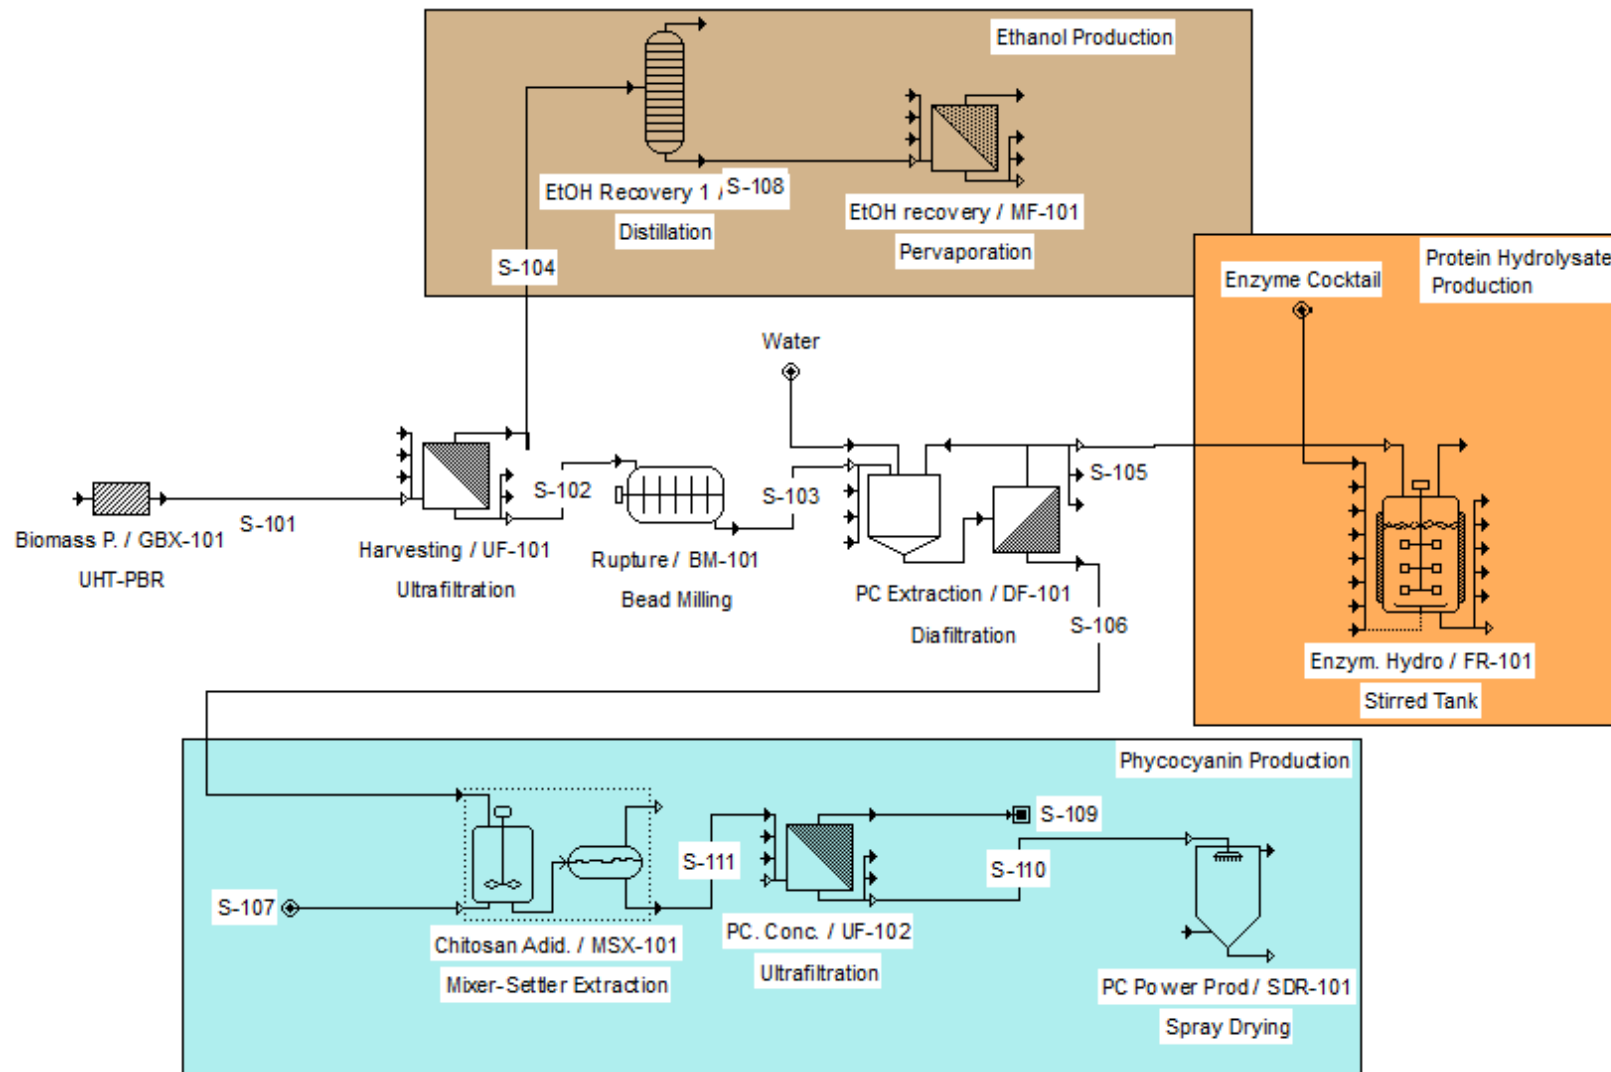 Ethanol Production
EtOH Recovery 1 /
S-108
Distillation
EtOH recovery / MF-101
Pervaporation
S-104
Protein Hydrolysate
Production
Enzyme Cocktail
Water
S-101
S-102
S-103
S-105
Biomass P. / GBX-101
UHT-PBR
Harvesting / UF-101
Ultrafiltration
Rupture / BM-101
Bead Milling
PC Extraction / DF-101
Diafiltration
S-106
Enzym. Hydro / FR-101
Stirred Tank
Phycocyanin Production
S-107
S-111
S-109
S-110
Chitosan Adid. / MSX-101
Mixer-Settler Extraction
PC. Conc. / UF-102
Ultrafiltration
PC Power Prod / SDR-101
Spray Drying